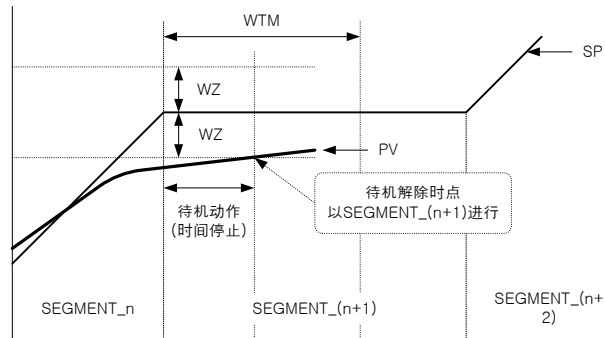 WTM
SP
WZ
WZ
PV
待机解除时点
以SEGMENT_(n+1)进行
待机动作
(时间停止)
SEGMENT_n
SEGMENT_(n+1)
SEGMENT_(n+
2)